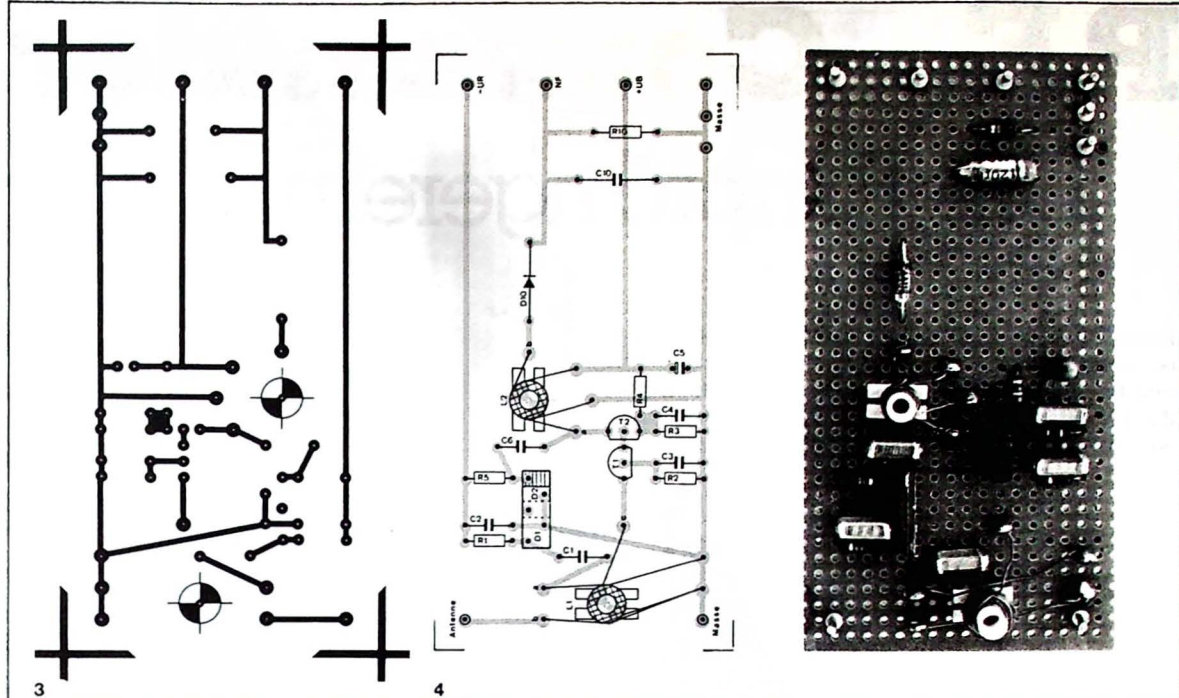 -UR
NF
+UB
Masse
R10
C10
D10
L2
C5
R4
C4
T2
R3
C6
T1
C3
R5
D2
R2
C2
D1
R1
C1
L1
Antenne
Masse
3
4